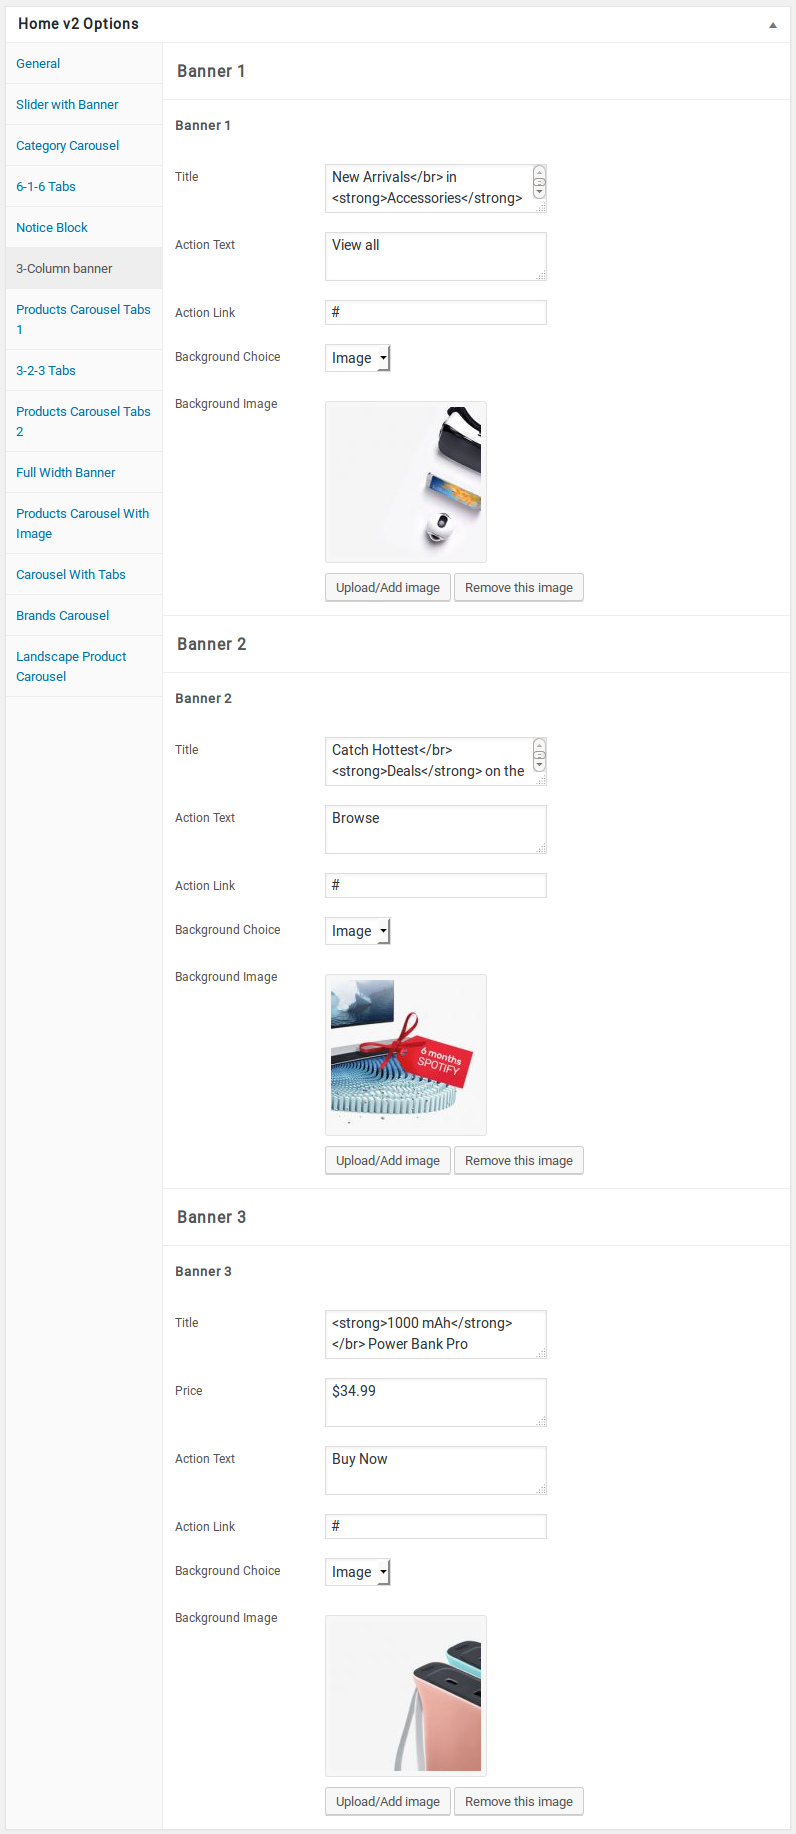 Home v2 Options
General
Slider with Banner
Category Carousel
6-1-6 Tabs
Notice Block
3-Column banner
Products Carousel Tabs
1
3-2-3 Tabs
Products Carousel Tabs
2
Full Width Banner
Products Carousel With
Image
Carousel With Tabs
Brands Carousel
Landscape Product
Carousel
Banner 1
Banner 1
Title
New Arrivals</br> in
<strong>Accessories</strong>
Action Text
View all
Action Link
#
Background Choice
Image
Background Image
Upload/Add image
Remove this image
Banner 2
Banner 2
Title
Catch Hottest</br>
<strong>Deals</strong> on the
Action Text
Browse
Action Link
#
Background Choice
Image
Background Image
6 months
SPOTIFY
Upload/Add image
Remove this image
Banner 3
Banner 3
Title
<strong>1000 mAh</strong>
</br> Power Bank Pro
Price
$34.99
Action Text
Buy Now
Action Link
#
Background Choice
Image
Background Image
Upload/Add image
Remove this image